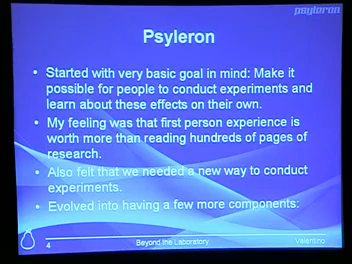 psyleron
Psyleron
• Started with very basic goal in mind: Make it
possible for people to conduct experiments and
learn about these effects on their own.
• My feeling was that first person experience is
worth more than reading hundreds of pages of
research.
• Also felt that we needed a new way to conduct
experiments.
• Evolved into having a few more components:
4 Beyond the Laboratory Valentino